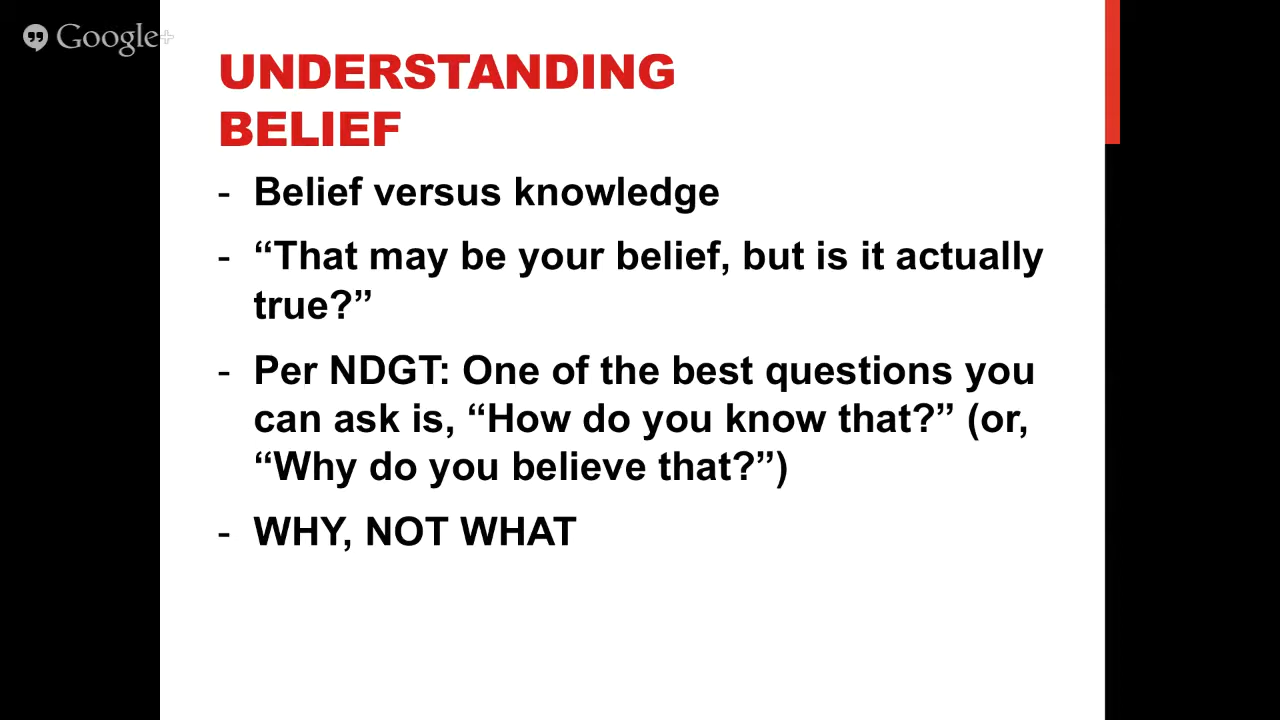 Google+
UNDERSTANDING
BELIEF
- Belief versus knowledge
- “That may be your belief, but is it actually
true?”
- Per NDGT: One of the best questions you
can ask is, “How do you know that?” (or,
“Why do you believe that?”)
- WHY, NOT WHAT